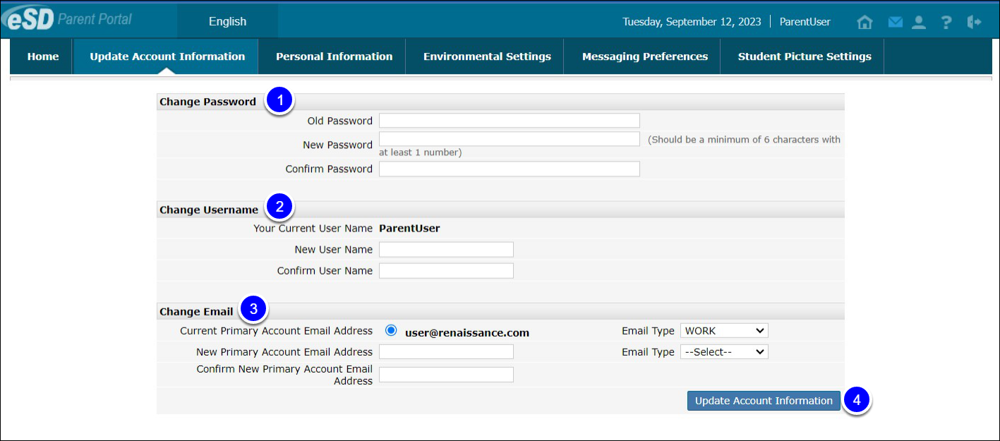 eSD Parent Portal English Tuesday, September 12, 2023 ParentUser ?
Home Update Account Information Personal Information Environmental Settings Messaging Preferences Student Picture Settings
Change Password 1
Old Password
New Password (Should be a minimum of 6 characters with
at least 1 number)
Confirm Password
Change Username 2
Your Current User Name ParentUser
New User Name
Confirm User Name
Change Email 3
Current Primary Account Email Address user@renaissance.com Email Type WORK
New Primary Account Email Address Email Type --Select--
Confirm New Primary Account Email
Address
Update Account Information 4